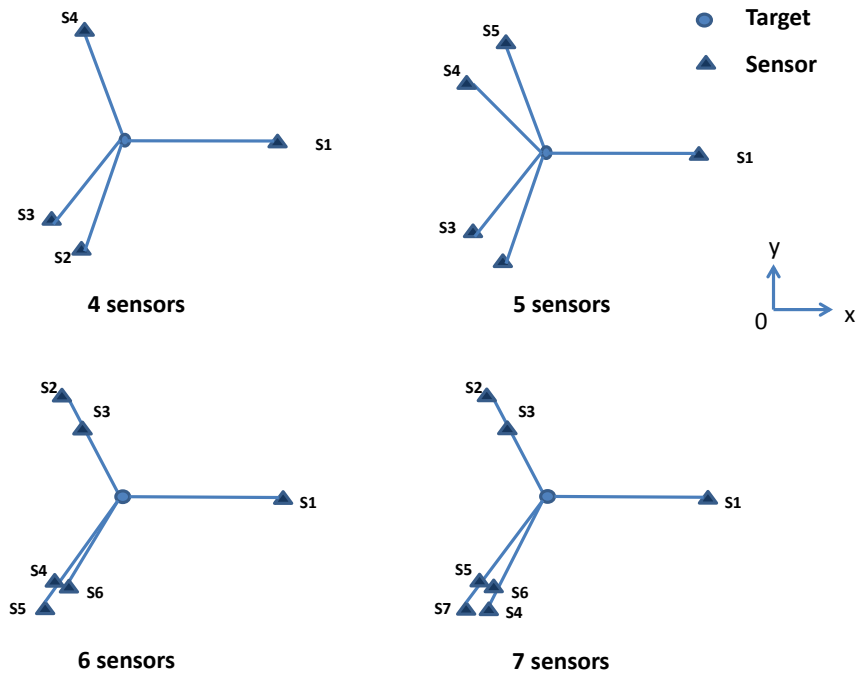 S4
S1
S3
S2
4 sensors
S5
S4
S1
S3
5 sensors
Target
Sensor
y
0
x
S2
S3
S1
S4
S6
S5
6 sensors
S2
S3
S1
S5
S6
S7
S4
7 sensors